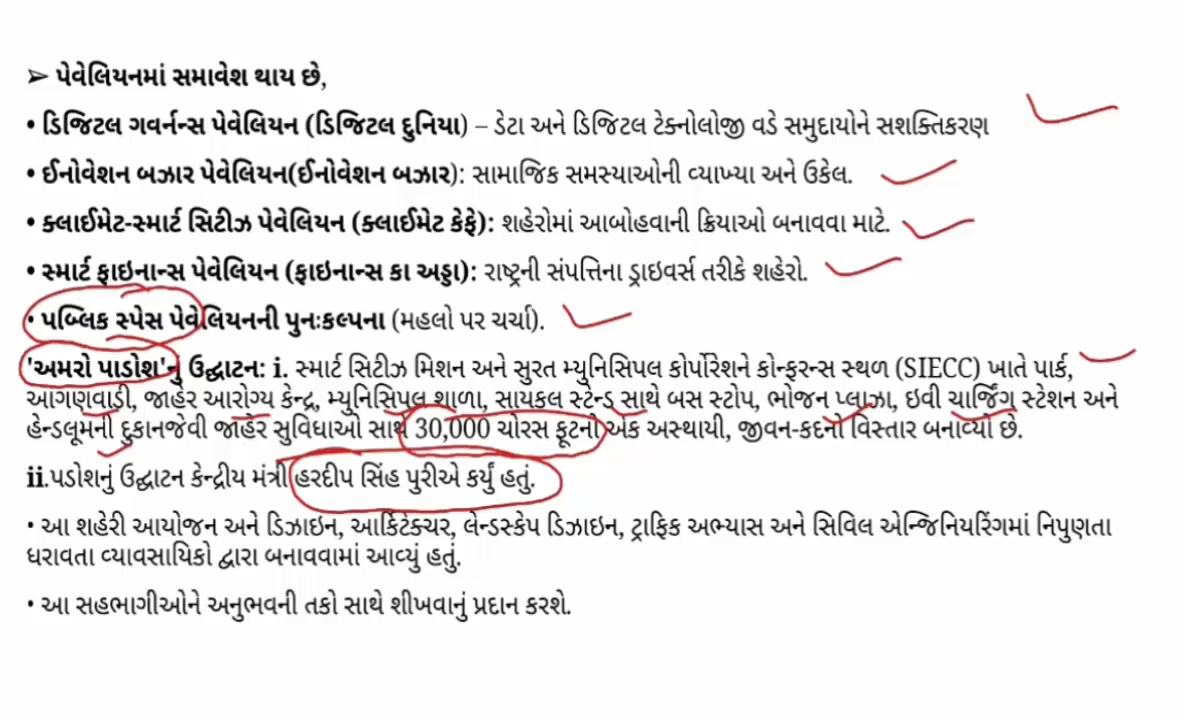 ➢ પેવેલિયનમાં સમાવેશ થાય છે,
• ડિજિટલ ગવર્નન્સ પેવેલિયન (ડિજિટલ દુનિયા) – ડેટા અને ડિજિટલ ટેક્નોલોજી વડે સમુદાયોને સશક્તિકરણ
• ઈનોવેશન બઝાર પેવેલિયન(ઈનોવેશન બઝાર): સામાજિક સમસ્યાઓની વ્યાખ્યા અને ઉકેલ.
• ક્લાઈમેટ-સ્માર્ટ સિટીઝ પેવેલિયન (ક્લાઈમેટ કેફે): શહેરોમાં આબોહવાની ક્રિયાઓ બનાવવા માટે.
• સ્માર્ટ ફાઇનાન્સ પેવેલિયન (ફાઇનાન્સ કા અડ્ડા): રાષ્ટ્રની સંપત્તિના ડ્રાઇવર્સ તરીકે શહેરો.
• પબ્લિક સ્પેસ પેવેલિયનની પુનઃકલ્પના (મહલો પર ચર્ચા).
'અમરો પાડોશ'નું ઉદ્ઘાટન: i. સ્માર્ટ સિટીઝ મિશન અને સુરત મ્યુનિસિપલ કોર્પોરેશને કોન્ફરન્સ સ્થળ (SIECC) ખાતે પાર્ક,
આગણવાડી, જાહેર આરોગ્ય કેન્દ્ર, મ્યુનિસિપલ શાળા, સાયકલ સ્ટેન્ડ સાથે બસ સ્ટોપ, ભોજન પ્લાઝા, ઇવી ચાર્જિંગ સ્ટેશન અને
હેન્ડલૂમની દુકાનજેવી જાહેર સુવિધાઓ સાથે 30,000 ચોરસ ફૂટનો એક અસ્થાયી, જીવન-કદનો વિસ્તાર બનાવ્યો છે.
ii.પડોશનું ઉદ્ઘાટન કેન્દ્રીય મંત્રી હરદીપ સિંહ પુરીએ કર્યું હતું.
• આ શહેરી આયોજન અને ડિઝાઇન, આર્કિટેક્ચર, લેન્ડસ્કેપ ડિઝાઇન, ટ્રાફિક અભ્યાસ અને સિવિલ એન્જિનિયરિંગમાં નિપુણતા
ધરાવતા વ્યાવસાયિકો દ્વારા બનાવવામાં આવ્યું હતું.
• આ સહભાગીઓને અનુભવની તકો સાથે શીખવાનું પ્રદાન કરશે.